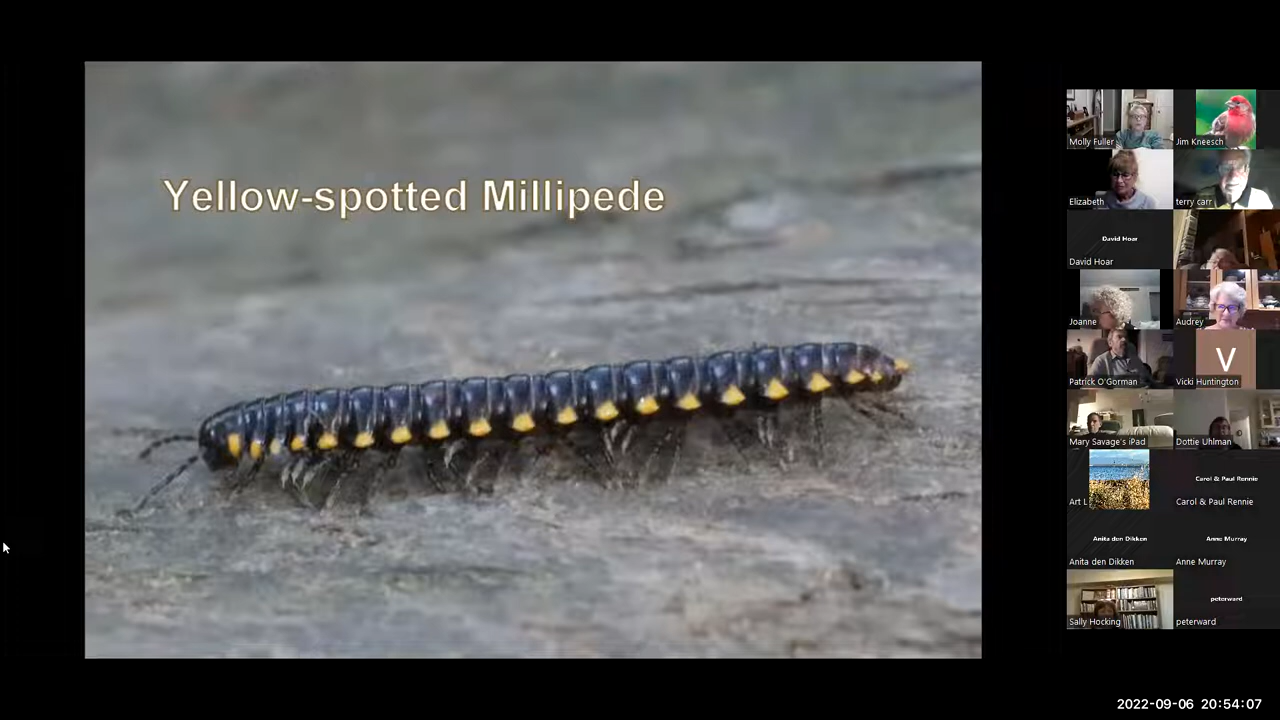 Yellow-spotted Millipede
Molly Fuller
Jim Kneesch
Elizabeth
terry carr
David Hoar
David Hoar
Joanne
Audrey
Patrick O'Gorman
V
Vicki Huntington
Mary Savage's iPad
Dottie Uhlman
Art L
Carol & Paul Rennie
Carol & Paul Rennie
Anita den Dikken
Anita den Dikken
Anne Murray
Anne Murray
Sally Hocking
peterward
peterward
2022-09-06 20:54:07